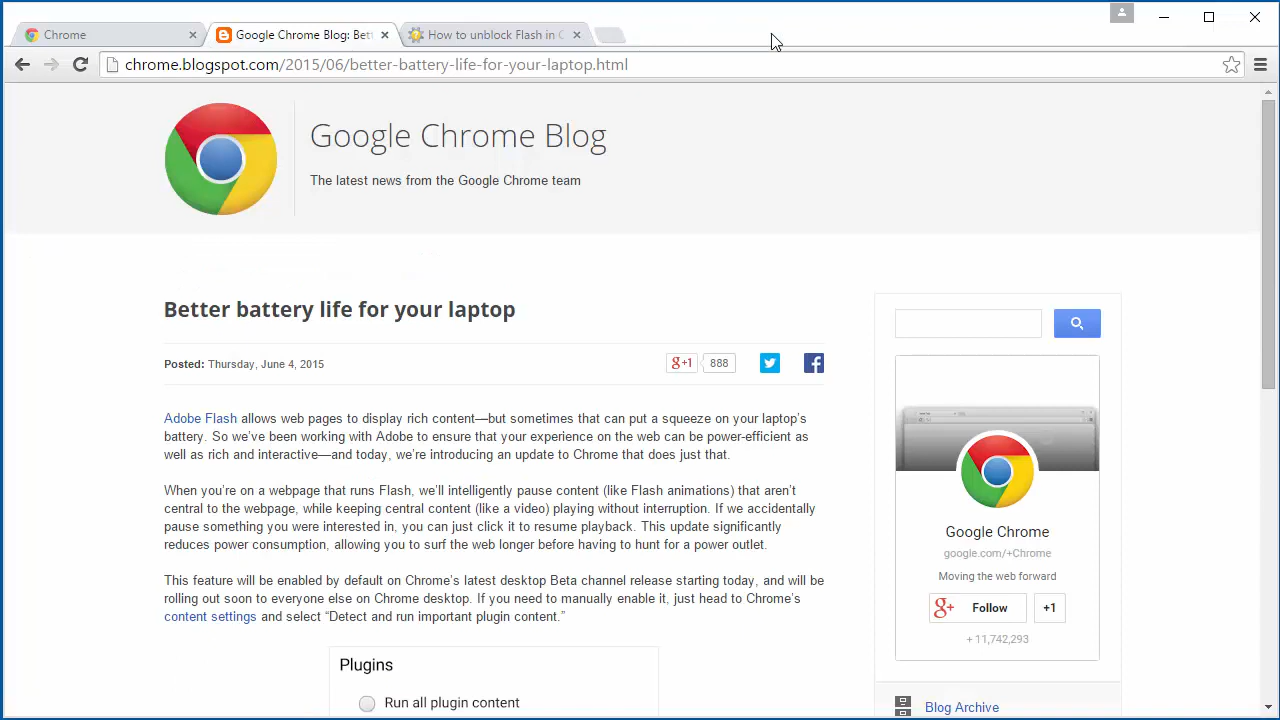 Chrome
Google Chrome Blog: Bett
How to unblock Flash in C
chrome.blogspot.com/2015/06/better-battery-life-for-your-laptop.html
Google Chrome Blog
The latest news from the Google Chrome team
Better battery life for your laptop
Posted: Thursday, June 4, 2015
g+1 888
Adobe Flash allows web pages to display rich content—but sometimes that can put a squeeze on your laptop's
battery. So we've been working with Adobe to ensure that your experience on the web can be power-efficient as
well as rich and interactive—and today, we're introducing an update to Chrome that does just that.
When you're on a webpage that runs Flash, we'll intelligently pause content (like Flash animations) that aren't
central to the webpage, while keeping central content (like a video) playing without interruption. If we accidentally
pause something you were interested in, you can just click it to resume playback. This update significantly
reduces power consumption, allowing you to surf the web longer before having to hunt for a power outlet.
This feature will be enabled by default on Chrome's latest desktop Beta channel release starting today, and will be
rolling out soon to everyone else on Chrome desktop. If you need to manually enable it, just head to Chrome's
content settings and select “Detect and run important plugin content.”
Plugins
Run all plugin content
Google Chrome
google.com/+Chrome
Moving the web forward
g+ Follow +1
+ 11,742,293
Blog Archive